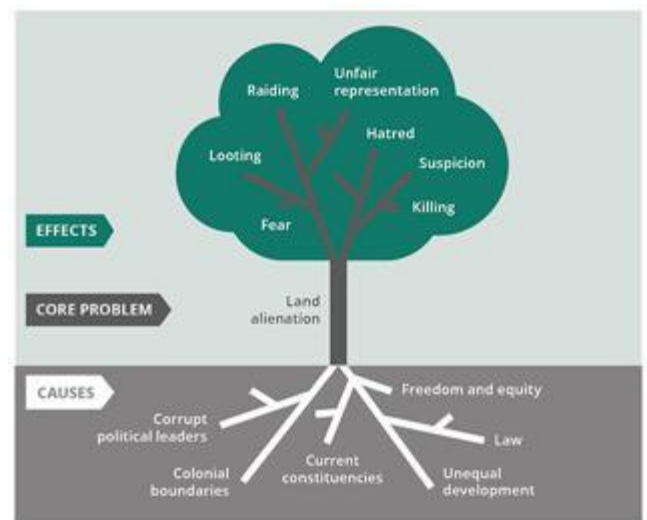 Unfair
Raiding representation
Hatred
Looting
Suspicion
Killing
Fear
EFFECTS
CORE PROBLEM
Land
alienation
CAUSES
Freedom and equity
Corrupt
political leaders
Law
Current
constituencies
Colonial
boundaries
Unequal
development